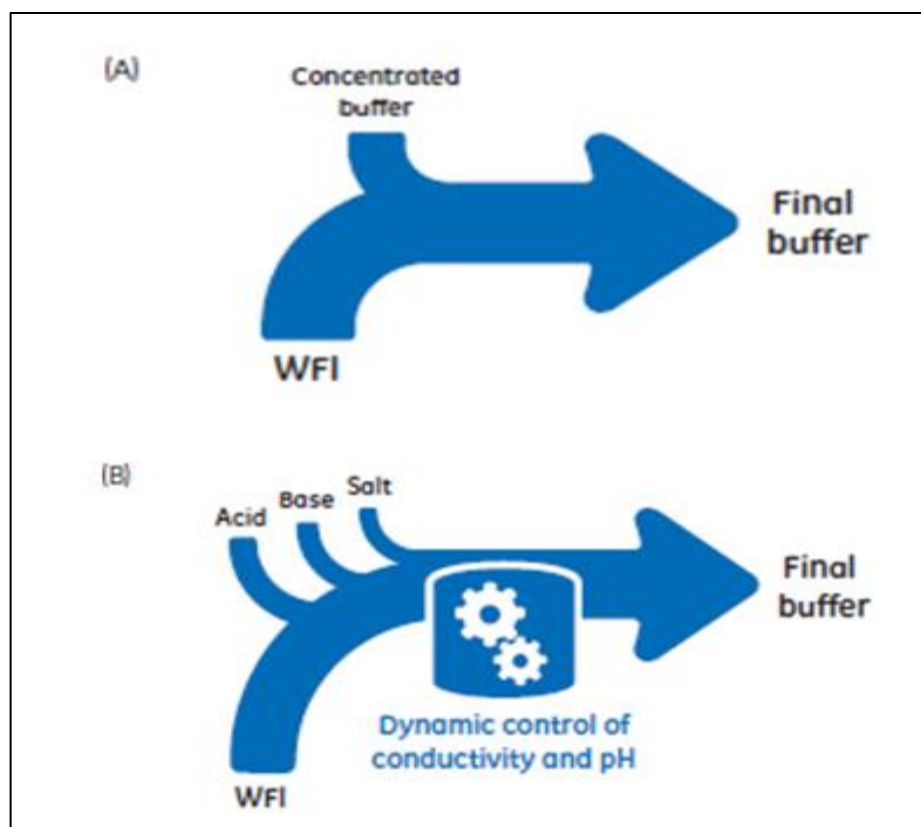 (A)
Concentrated
buffer
Final
buffer
WFI
(B)
Acid
Base
Salt
Final
buffer
Dynamic control of
conductivity and pH
WFI